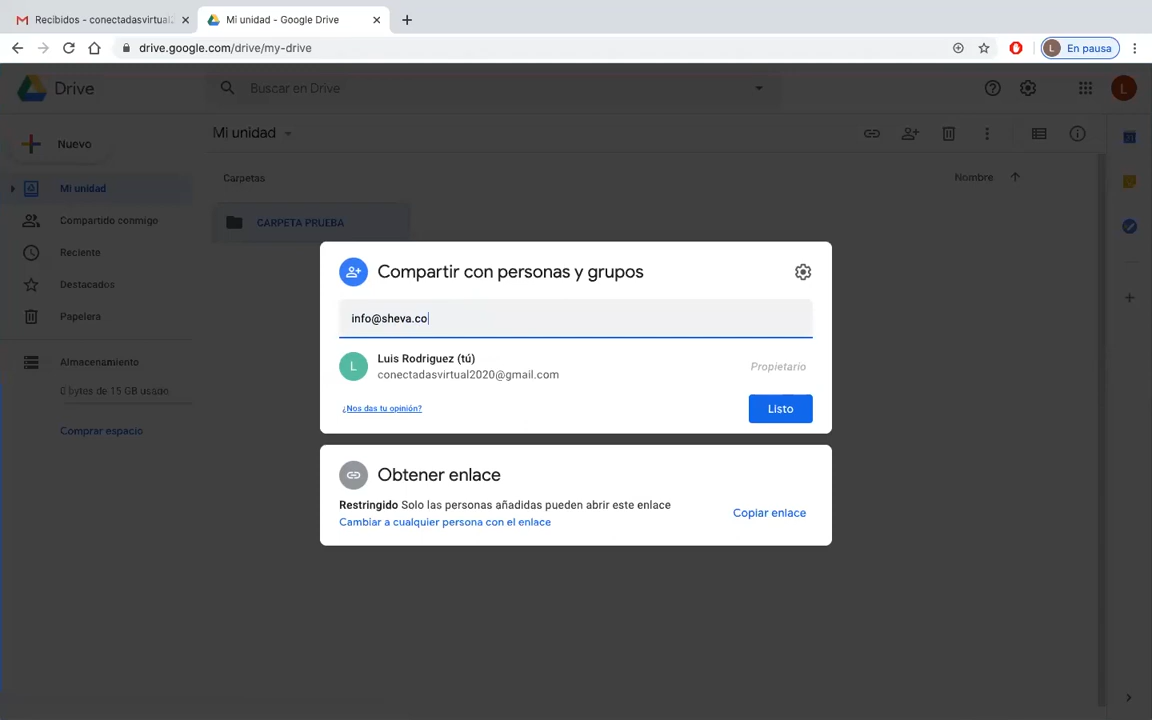 Recibidos - conectadasvirtual2
Mi unidad - Google Drive
drive.google.com/drive/my-drive
L En pausa
Drive
Buscar en Drive
L
Nuevo
Mi unidad
Mi unidad
Compartido conmigo
Reciente
Destacados
Papelera
Almacenamiento
0 bytes de 15 GB usado
Comprar espacio
Carpetas
Nombre
CARPETA PRUEBA
Compartir con personas y grupos
info@sheva.co
L
Luis Rodriguez (tú)
conectadasvirtual2020@gmail.com
Propietario
¿Nos das tu opinión?
Listo
Obtener enlace
Restringido Solo las personas añadidas pueden abrir este enlace
Cambiar a cualquier persona con el enlace
Copiar enlace